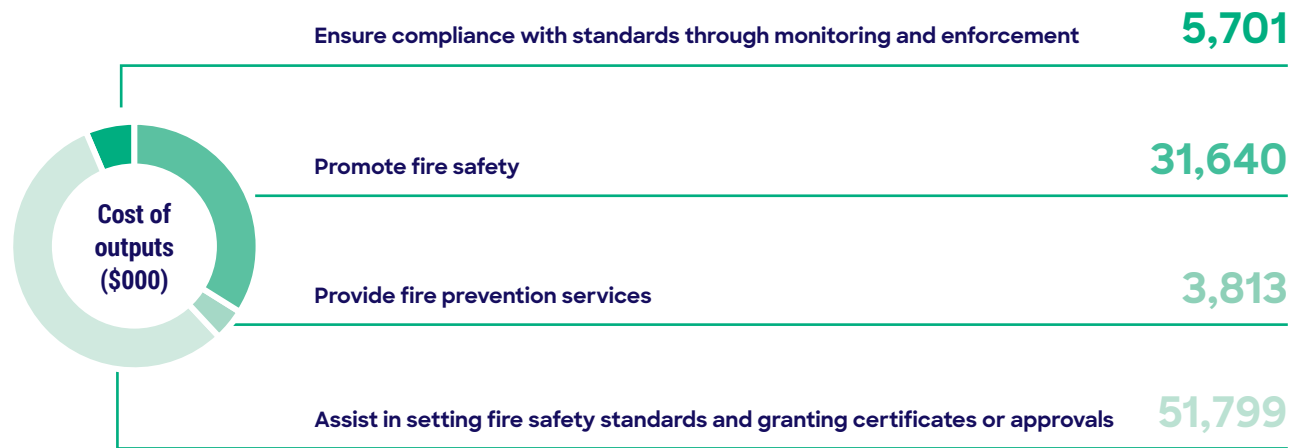 Ensure compliance with standards through monitoring and enforcement 5,701
Promote fire safety 31,640
Cost of
outputs
($000)
Provide fire prevention services 3,813
Assist in setting fire safety standards and granting certificates or approvals 51,799